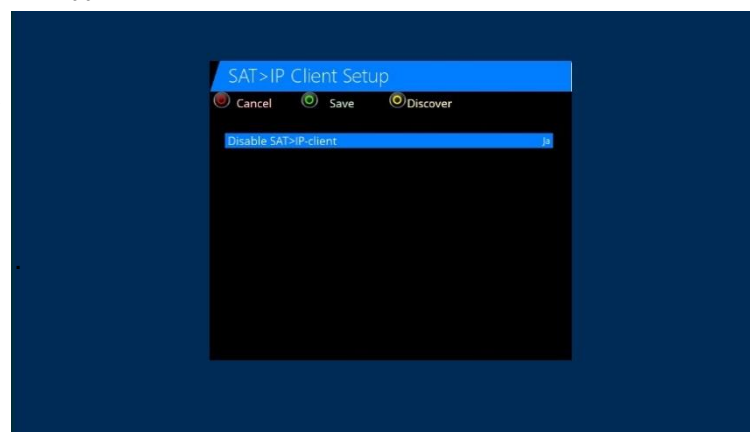 SAT>IP Client Setup
Cancel Save Discover
Disable SAT>IP-client Ja